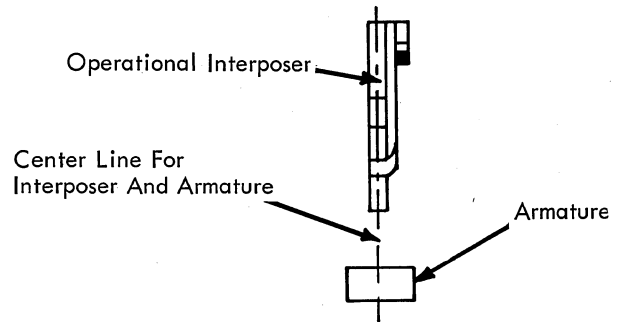 Operational Interposer
Center Line For
Interposer And Armature
Armature